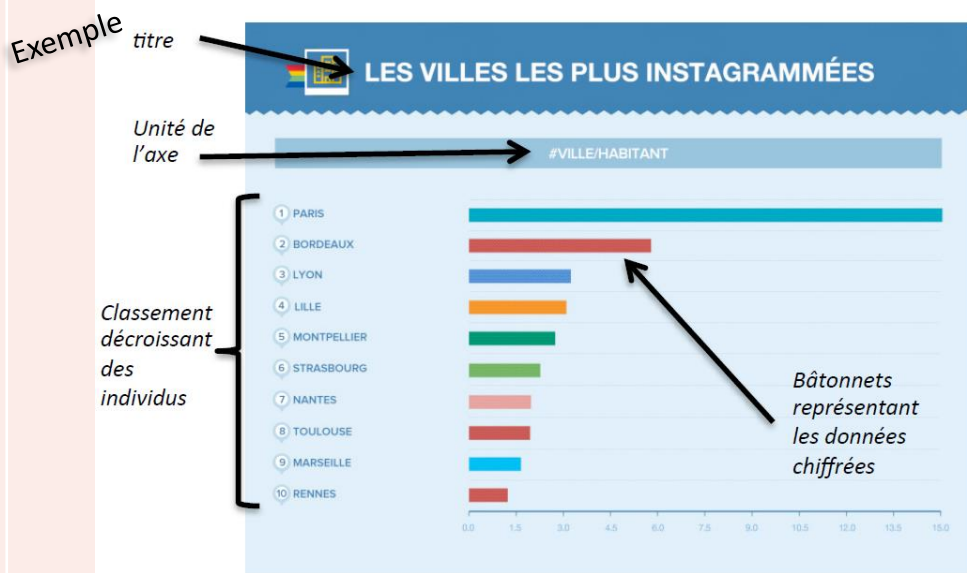 Exemple
titre
LES VILLES LES PLUS INSTAGRAMMÉES
Unité de
l'axe
#VILLE/HABITANT
1 PARIS
2 BORDEAUX
3 LYON
4 LILLE
5 MONTPELLIER
6 STRASBOURG
7 NANTES
8 TOULOUSE
9 MARSEILLE
10 RENNES
Classement
décroissant
des
individus
Bâtonnets
représentant
les données
chiffrées
0.0 1.5 3.0 4.5 6.0 7.5 9.0 10.5 12.0 13.5 15.0